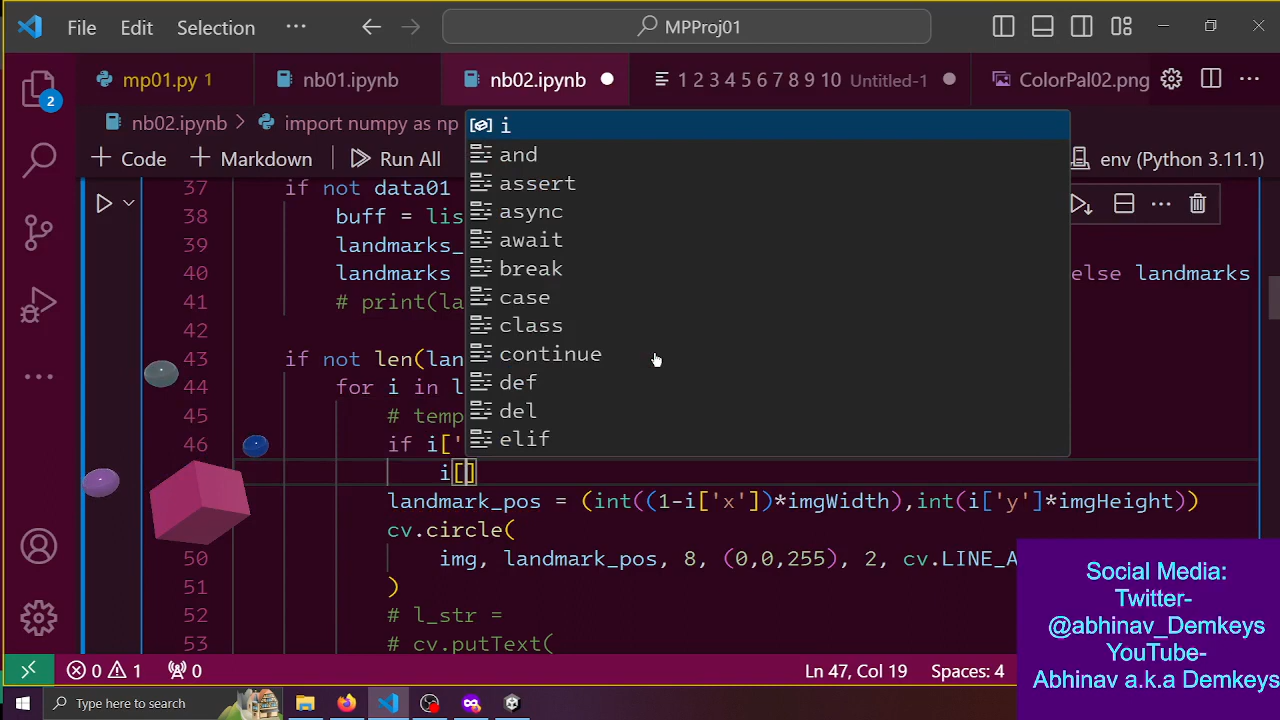 File Edit Selection ··· MPProj01
mp01.py 1 nb01.ipynb nb02.ipynb 1 2 3 4 5 6 7 8 9 10 Untitled-1 ColorPal02.png ···
nb02.ipynb > import numpy as np
+ Code + Markdown Run All env (Python 3.11.1)
i
and
assert
async
await
break
case
class
continue
def
del
elif
37 if not data01
38 buff = lis
39 landmarks_
40 landmarks else landmarks
41 # print(la
42
43 if not len(lan
44 for i in l
45 # temp
46 if i['
i[]
landmark_pos = (int((1-i['x'])*imgWidth),int(i['y']*imgHeight))
cv.circle(
50 img, landmark_pos, 8, (0,0,255), 2, cv.LINE_A
51 )
52 # l_str =
53 # cv.putText(
2
Social Media:
Twitter-
@abhinav_Demkeys
YouTube-
Abhinav a.k.a Demkeys
0 1 0 Ln 47, Col 19 Spaces: 4
Type here to search